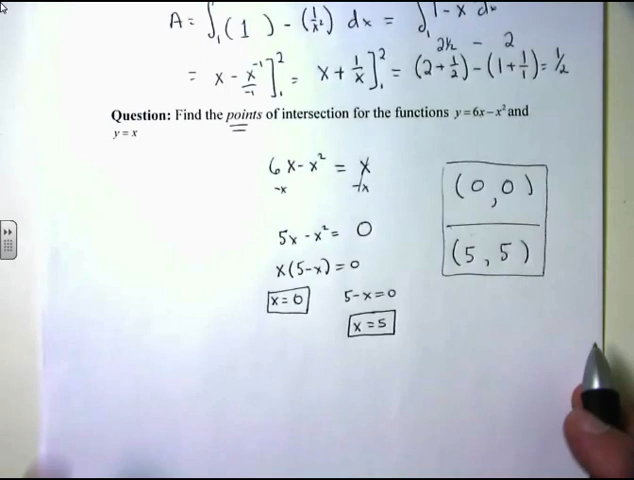 A = ∫₁ (1) - (1/x²) dx = ∫₁ 1 - x dx
2½ - 2
= x - x⁻¹/-1 ]₁² = x + 1/x ]₁² = (2 + ½) - (1 + 1/1) = ½
Question: Find the points of intersection for the functions y = 6x - x² and
y = x
6x - x² = x
-x -x
5x - x² = 0
x(5-x) = 0
x = 0 5-x=0
x = 5
(0,0)
(5,5)